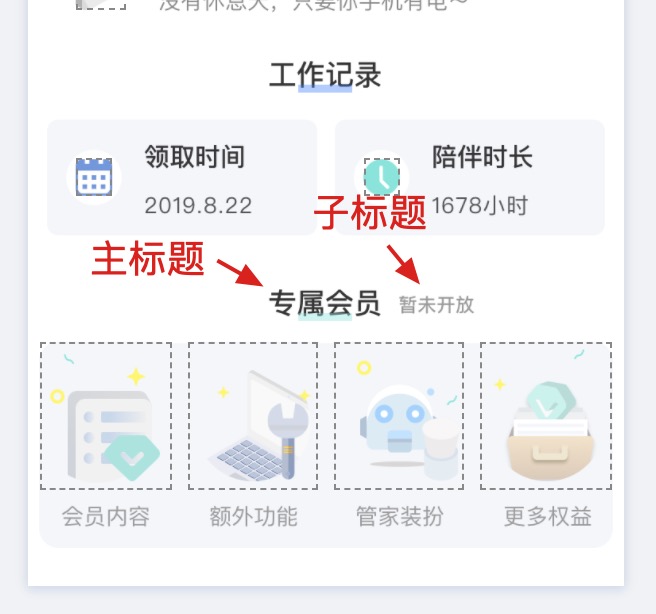 没有休息天，只要你手机有电～
工作记录
领取时间
2019.8.22
陪伴时长
1678小时
子标题
主标题
专属会员 暂未开放
会员内容 额外功能 管家装扮 更多权益